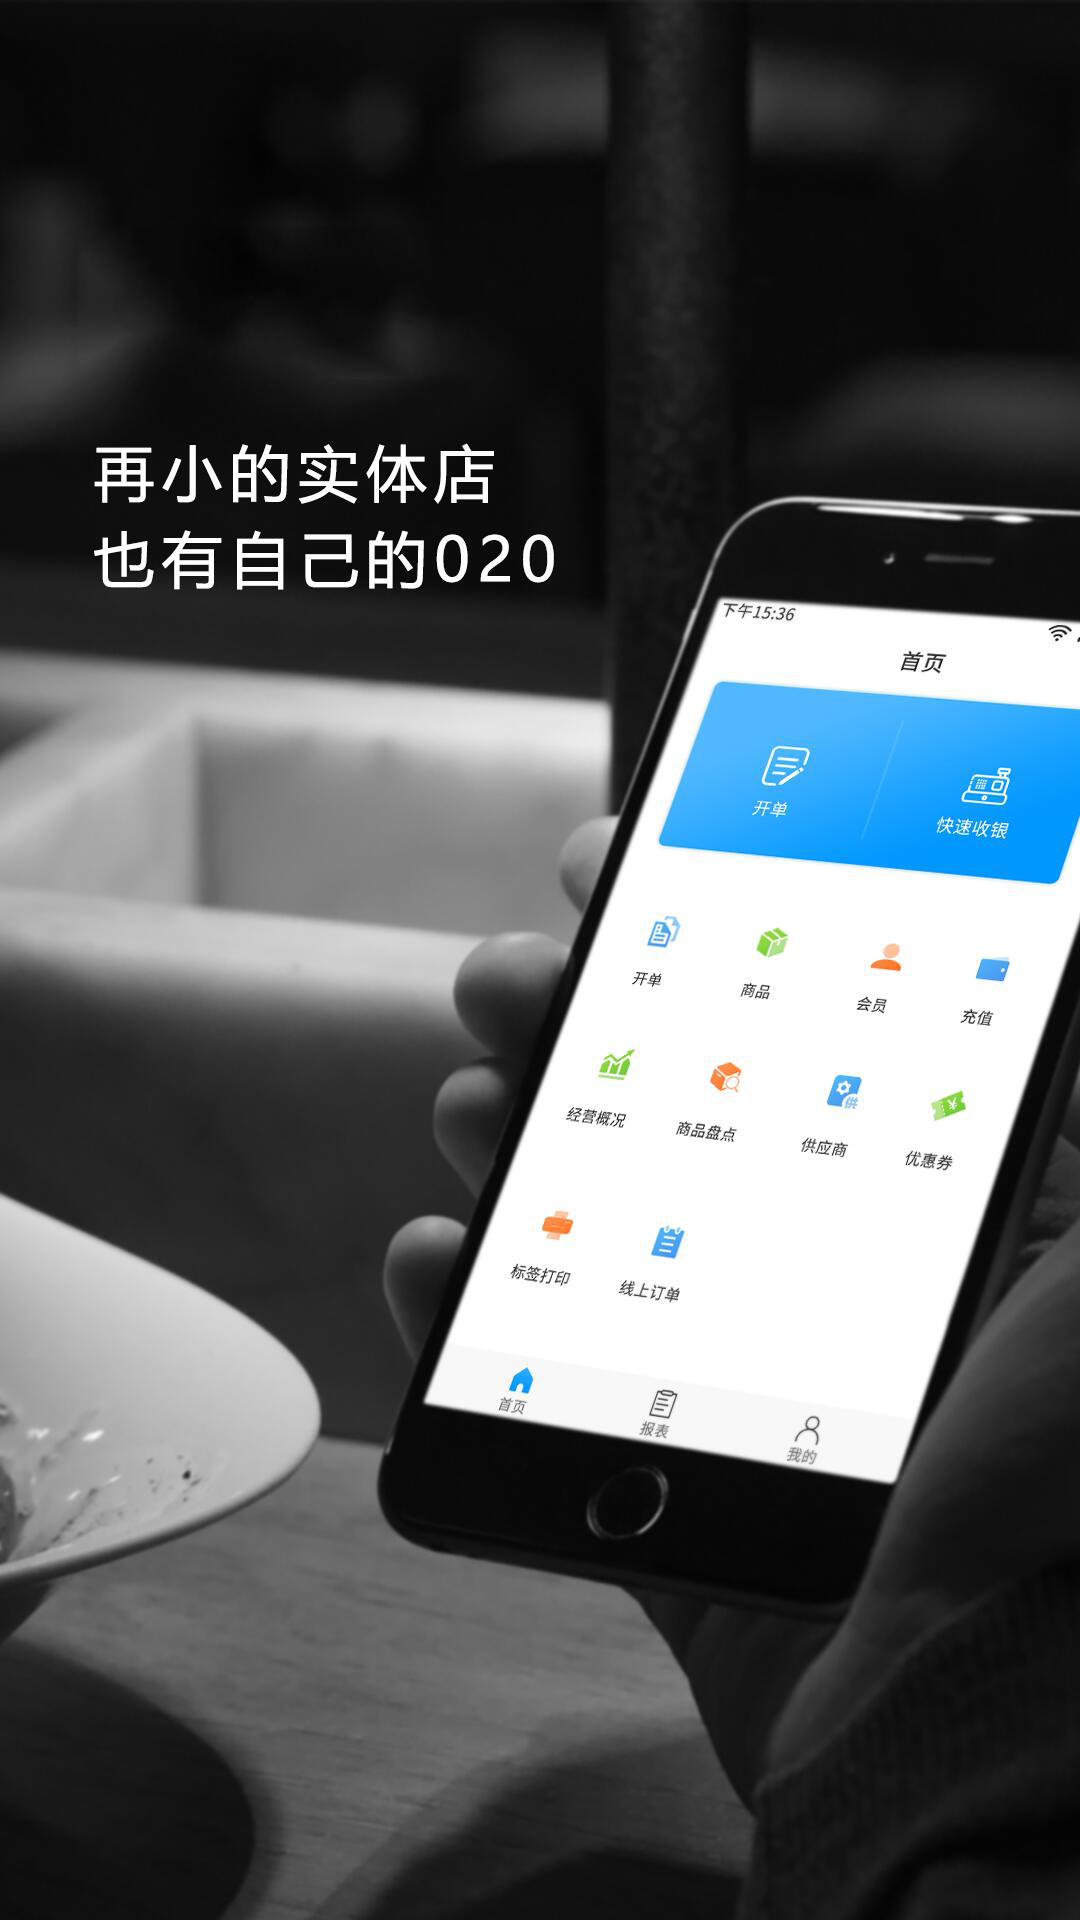 再小的实体店
也有自己的020
下午15:36
首页
开单
快速收银
开单
商品
会员
充值
经营概况
商品盘点
供应商
优惠券
标签打印
线上订单
首页
报表
我的